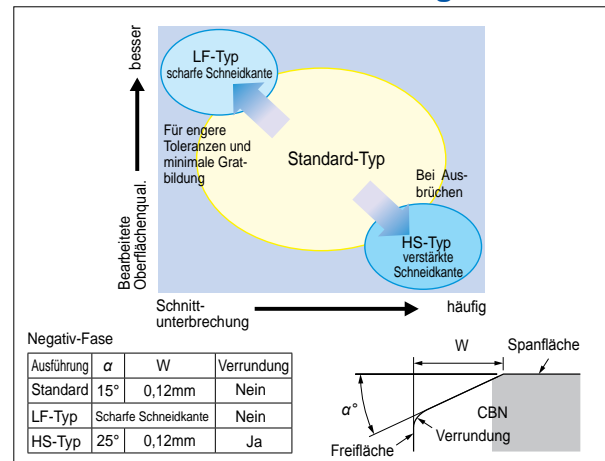 besser
Bearbeitete
Oberflächenqual.
LF-Typ
scharfe Schneidkante
Für engere
Toleranzen und
minimale Grat-
bildung
Standard-Typ
Bei Aus-
brüchen
HS-Typ
verstärkte
Schneidkante
Schnitt-
unterbrechung
häufig
Negativ-Fase
Ausführung α W Verrundung
Standard 15° 0,12mm Nein
LF-Typ Scharfe Schneidkante Nein
HS-Typ 25° 0,12mm Ja
W
Spanfläche
α°
CBN
Verrundung
Freifläche